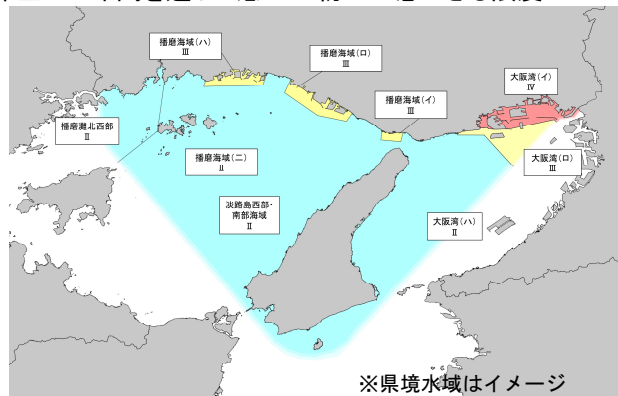 播磨海域(ハ)
Ⅲ
播磨海域(ロ)
Ⅲ
大阪湾(イ)
Ⅳ
播磨海域(イ)
Ⅲ
播磨灘北西部
Ⅱ
播磨海域(ニ)
Ⅱ
大阪湾(ロ)
Ⅲ
淡路島西部・
南部海域
Ⅱ
大阪湾(ハ)
Ⅱ
※県境水域はイメージ